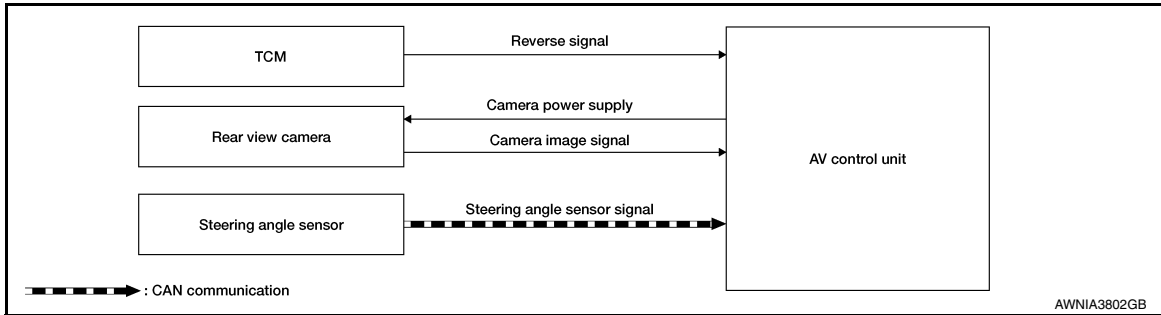 TCM
Reverse signal
Rear view camera
Camera power supply
Camera image signal
AV control unit
Steering angle sensor
Steering angle sensor signal
: CAN communication
AWNIA3802GB